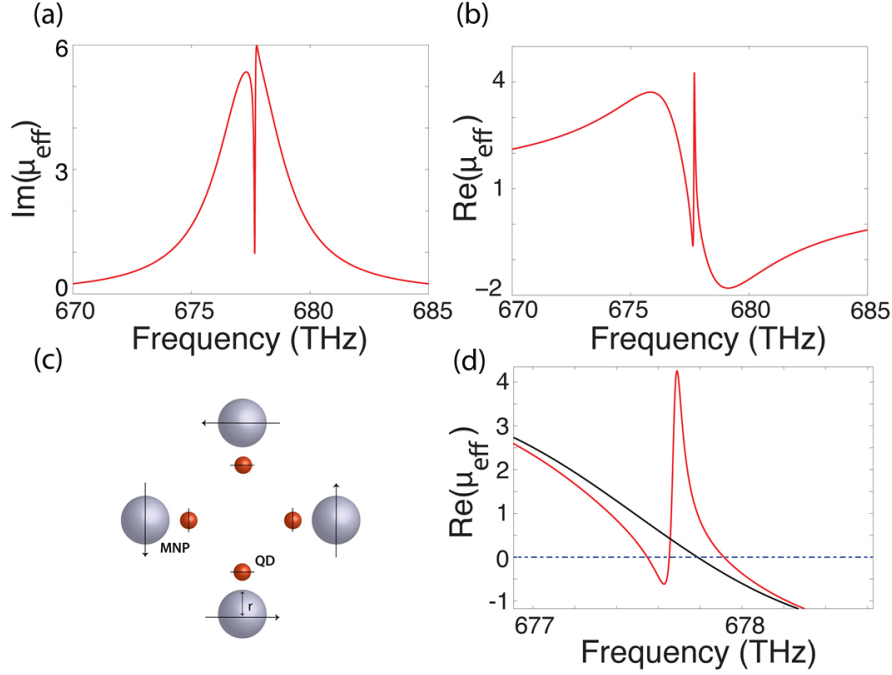 (a)
6
3
0
Im(μeff)
670
675
680
685
Frequency (THz)
(b)
4
1
-2
Re(μeff)
670
675
680
685
Frequency (THz)
(c)
MNP
QD
r
(d)
4
3
2
1
0
-1
Re(μeff)
677
678
Frequency (THz)